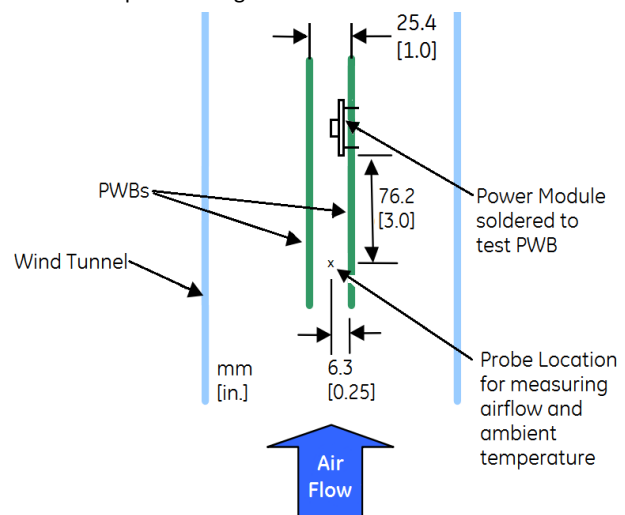 25.4
[1.0]
PWBs
76.2
[3.0]
Power Module
soldered to
test PWB
Wind Tunnel
x
mm
[in.]
6.3
[0.25]
Probe Location
for measuring
airflow and
ambient
temperature
Air
Flow